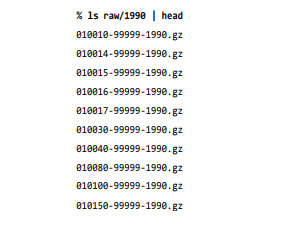 % ls raw/1990 | head
010010-99999-1990.gz
010014-99999-1990.gz
010015-99999-1990.gz
010016-99999-1990.gz
010017-99999-1990.gz
010030-99999-1990.gz
010040-99999-1990.gz
010080-99999-1990.gz
010100-99999-1990.gz
010150-99999-1990.gz